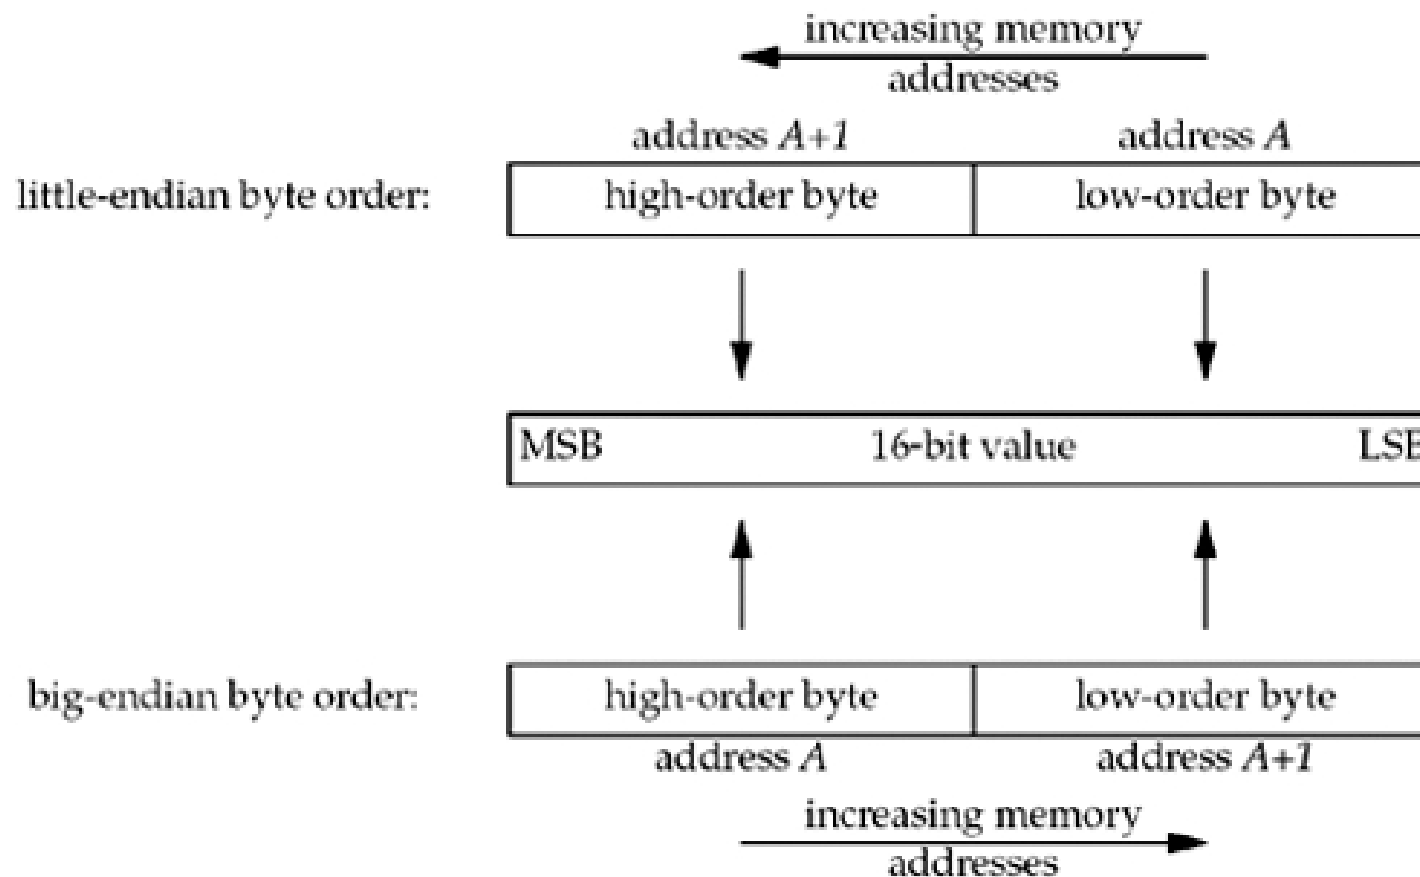 increasing memory
addresses
address A+1 address A
little-endian byte order: high-order byte low-order byte
MSB 16-bit value LSB
big-endian byte order: high-order byte low-order byte
address A address A+1
increasing memory
addresses